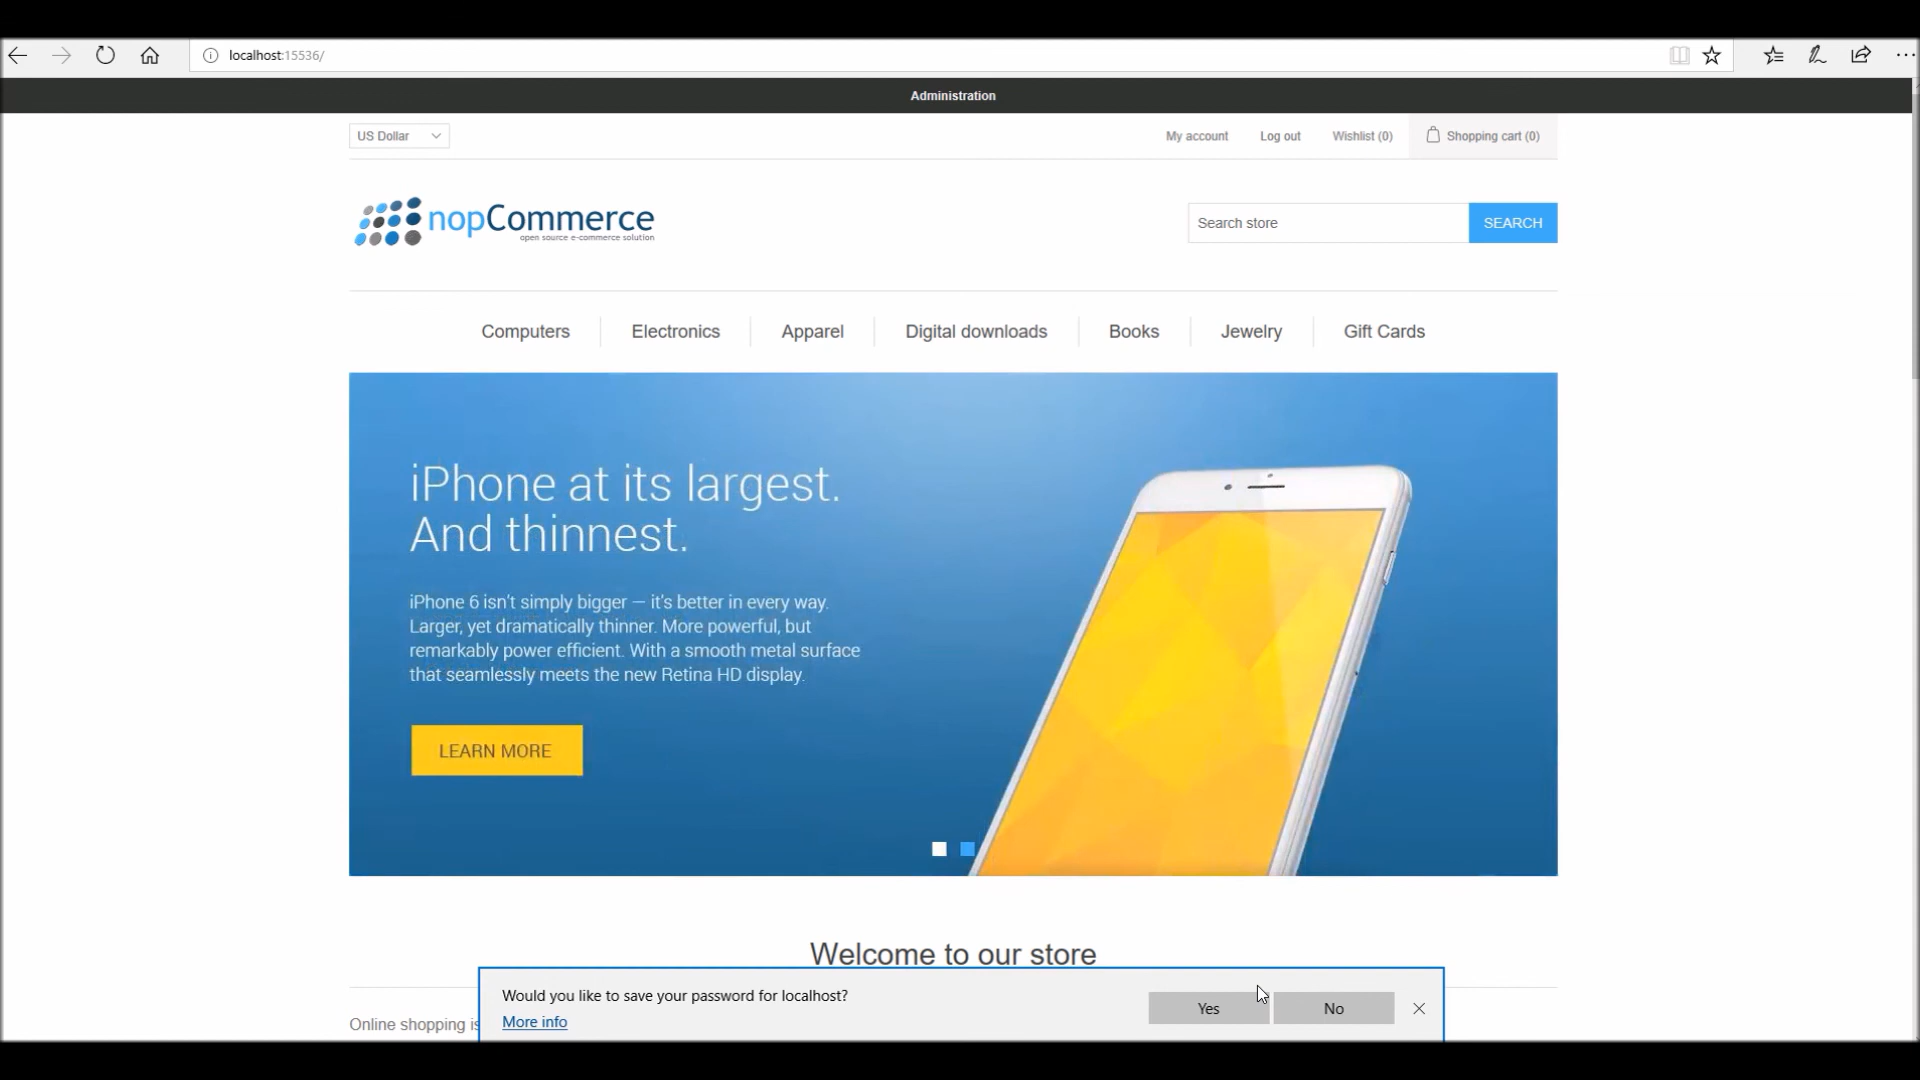 localhost:15536/
Administration
US Dollar
My account
Log out
Wishlist (0)
Shopping cart (0)
nopCommerce
open source e-commerce solution
Search store
SEARCH
Computers
Electronics
Apparel
Digital downloads
Books
Jewelry
Gift Cards
iPhone at its largest.
And thinnest.
iPhone 6 isn't simply bigger — it's better in every way.
Larger, yet dramatically thinner. More powerful, but
remarkably power efficient. With a smooth metal surface
that seamlessly meets the new Retina HD display.
LEARN MORE
Welcome to our store
Online shopping is
Would you like to save your password for localhost?
More info
Yes
No